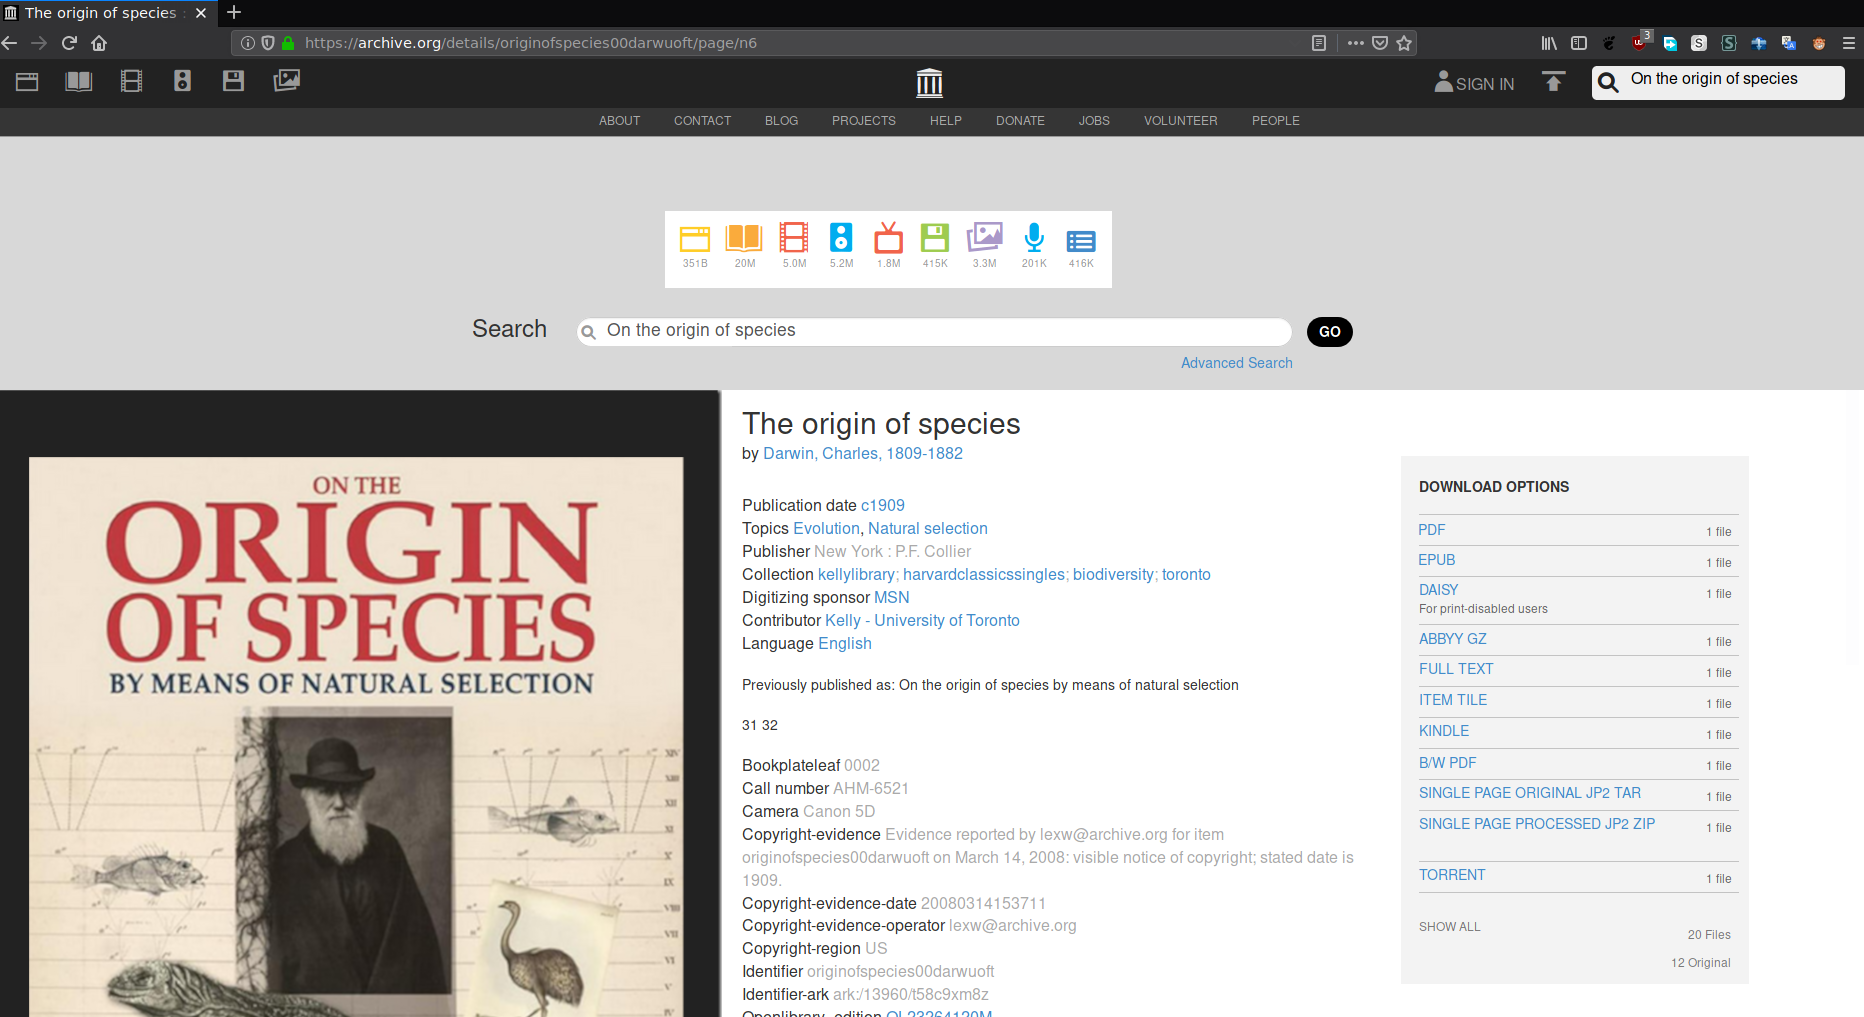 The origin of species :
https://archive.org/details/originofspecies00darwuoft/page/n6
3
S
SIGN IN
On the origin of species
ABOUT CONTACT BLOG PROJECTS HELP DONATE JOBS VOLUNTEER PEOPLE
351B 20M 5.0M 5.2M 1.8M 415K 3.3M 201K 416K
Search On the origin of species GO
Advanced Search
ON THE
ORIGIN
OF SPECIES
BY MEANS OF NATURAL SELECTION
The origin of species
by Darwin, Charles, 1809-1882
Publication date c1909
Topics Evolution, Natural selection
Publisher New York : P.F. Collier
Collection kellylibrary; harvardclassicssingles; biodiversity; toronto
Digitizing sponsor MSN
Contributor Kelly - University of Toronto
Language English
Previously published as: On the origin of species by means of natural selection
31 32
Bookplateleaf 0002
Call number AHM-6521
Camera Canon 5D
Copyright-evidence Evidence reported by lexw@archive.org for item
originofspecies00darwuoft on March 14, 2008: visible notice of copyright; stated date is
1909.
Copyright-evidence-date 20080314153711
Copyright-evidence-operator lexw@archive.org
Copyright-region US
Identifier originofspecies00darwuoft
Identifier-ark ark:/13960/t58c9xm8z
Openlibrary_edition OL23264120M
DOWNLOAD OPTIONS
PDF 1 file
EPUB 1 file
DAISY 1 file
For print-disabled users
ABBYY GZ 1 file
FULL TEXT 1 file
ITEM TILE 1 file
KINDLE 1 file
B/W PDF 1 file
SINGLE PAGE ORIGINAL JP2 TAR 1 file
SINGLE PAGE PROCESSED JP2 ZIP 1 file
TORRENT 1 file
SHOW ALL
20 Files
12 Original